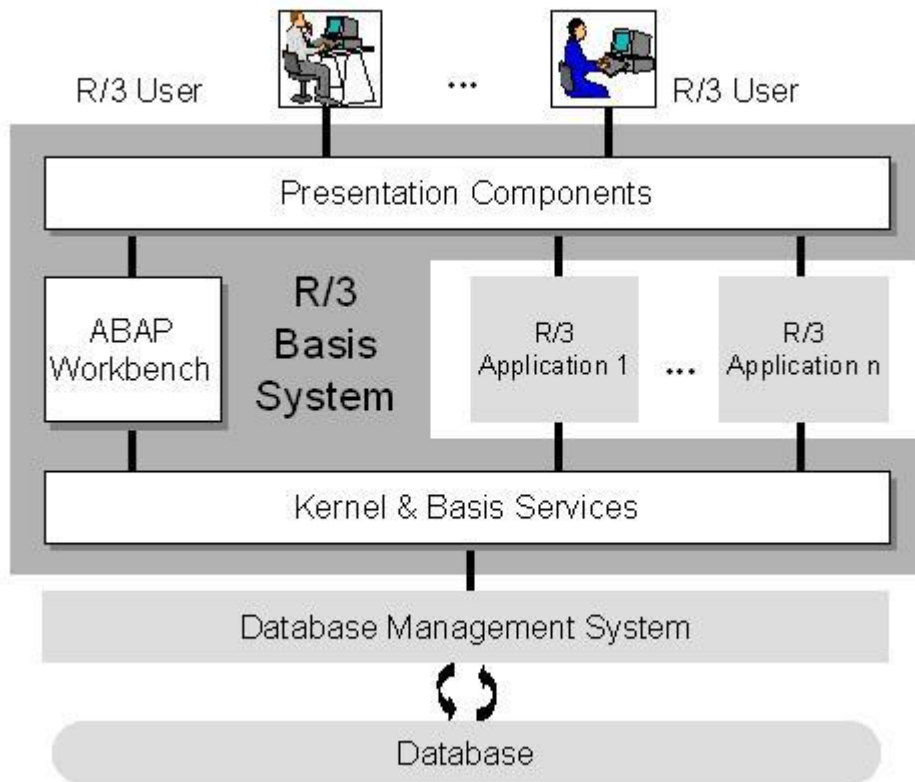 R/3 User
...
R/3 User
Presentation Components
R/3
Basis
System
ABAP
Workbench
R/3
Application 1
...
R/3
Application n
Kernel & Basis Services
Database Management System
Database